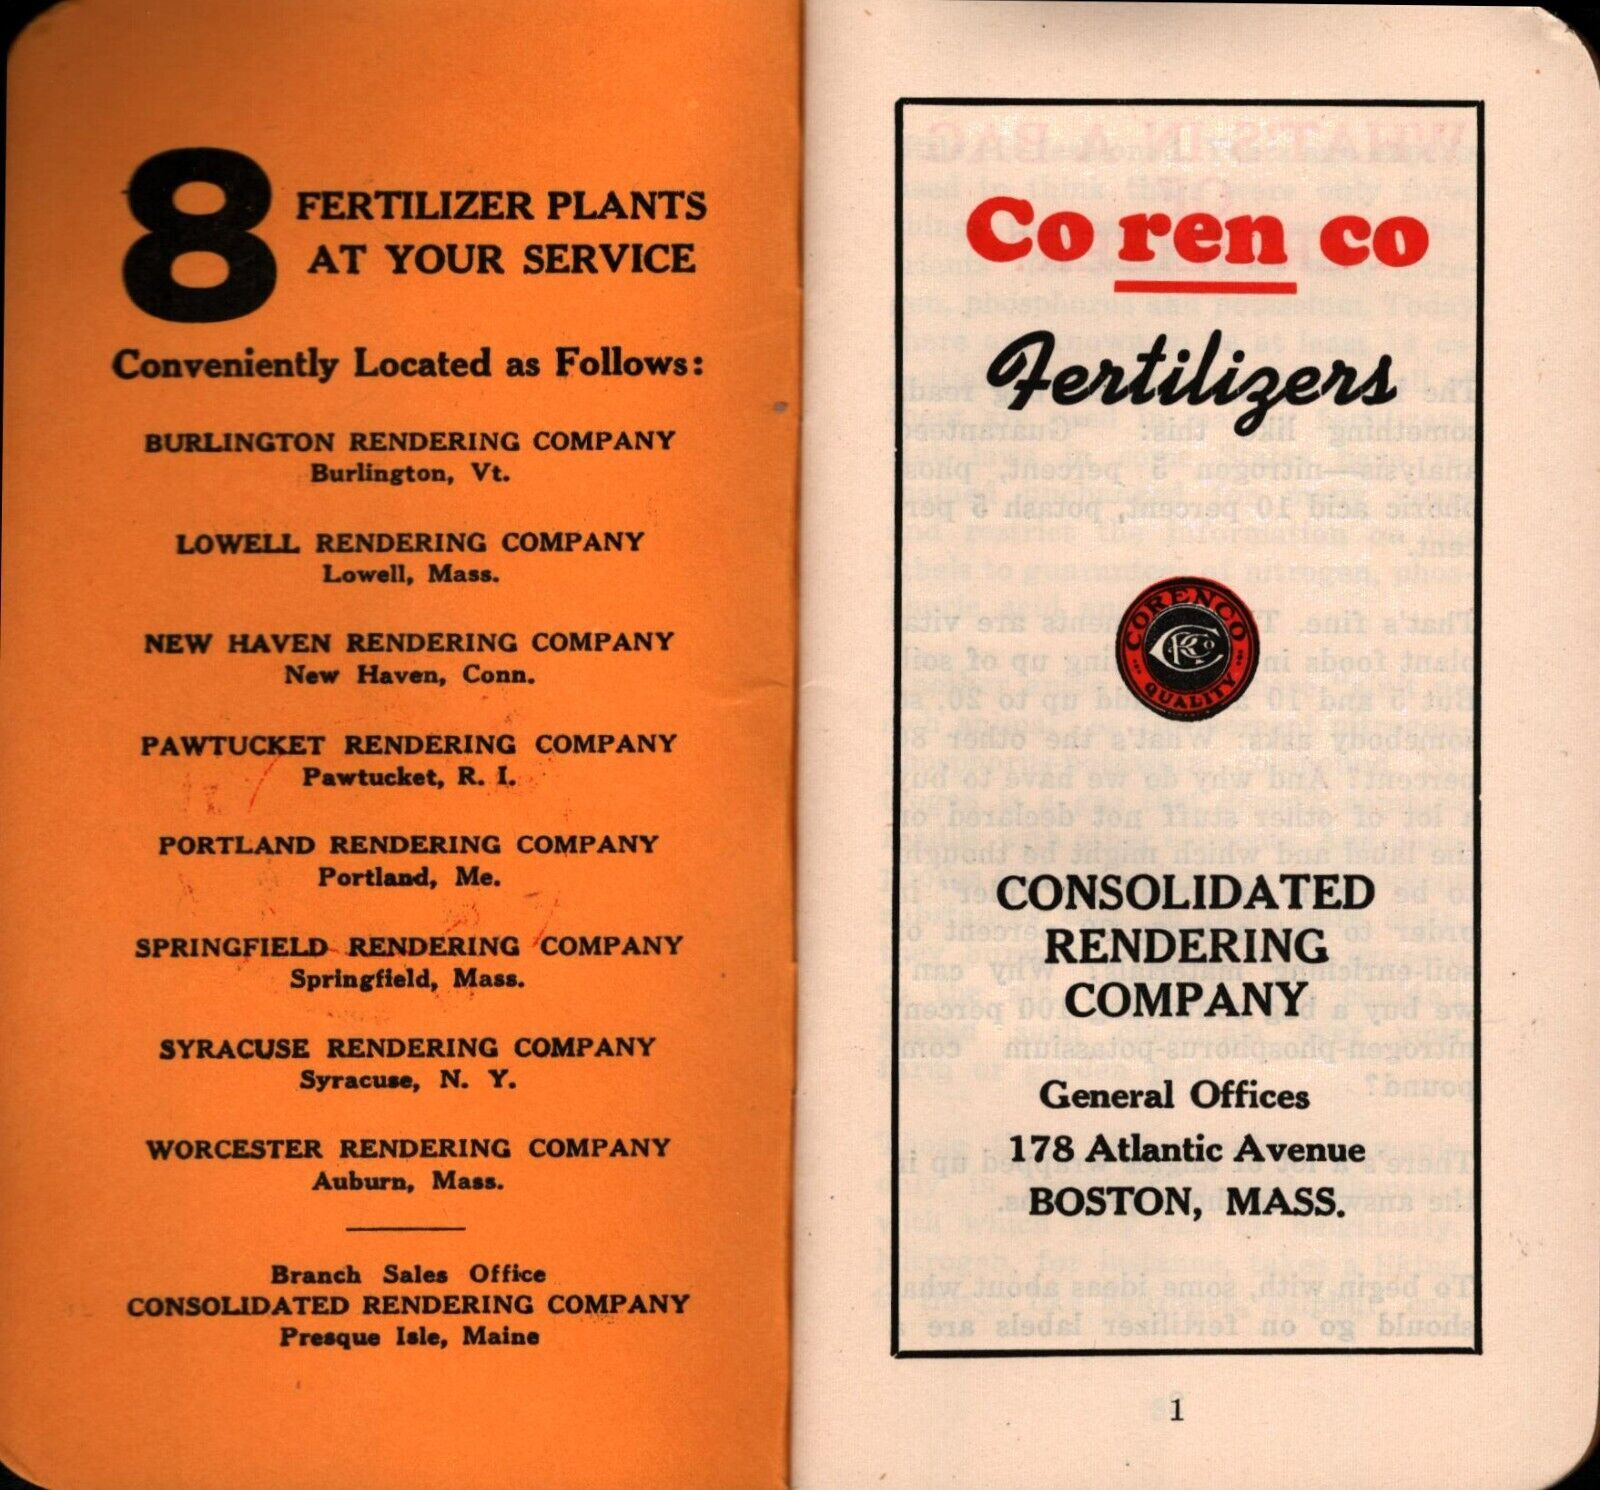 8 FERTILIZER PLANTS
AT YOUR SERVICE
Conveniently Located as Follows:
BURLINGTON RENDERING COMPANY
Burlington, Vt.
LOWELL RENDERING COMPANY
Lowell, Mass.
NEW HAVEN RENDERING COMPANY
New Haven, Conn.
PAWTUCKET RENDERING COMPANY
Pawtucket, R. I.
PORTLAND RENDERING COMPANY
Portland, Me.
SPRINGFIELD RENDERING COMPANY
Springfield, Mass.
SYRACUSE RENDERING COMPANY
Syracuse, N. Y.
WORCESTER RENDERING COMPANY
Auburn, Mass.
Branch Sales Office
CONSOLIDATED RENDERING COMPANY
Presque Isle, Maine
Co ren co
Fertilizers
CORENCO
CRCo
QUALITY
CONSOLIDATED
RENDERING
COMPANY
General Offices
178 Atlantic Avenue
BOSTON, MASS.
1